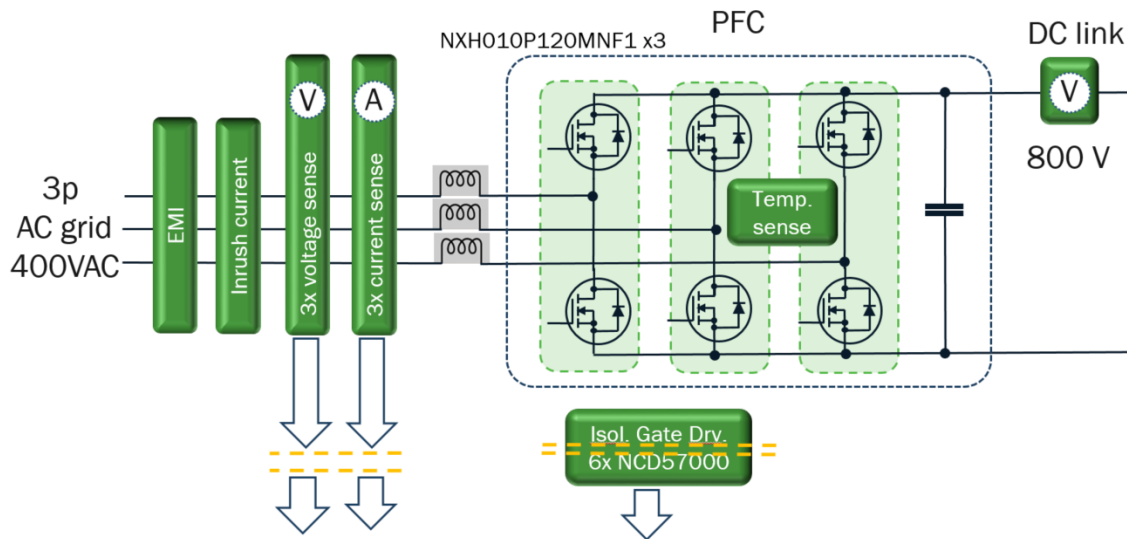 PFC
NXH010P120MNF1 x3
DC link
V
A
V
3p
AC grid
400VAC
EMI
Inrush current
3x voltage sense
3x current sense
Temp.
sense
800 V
Isol. Gate Drv.
6x NCD57000